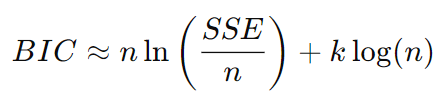 BIC ≈ n ln(SSE/n) + k log(n)